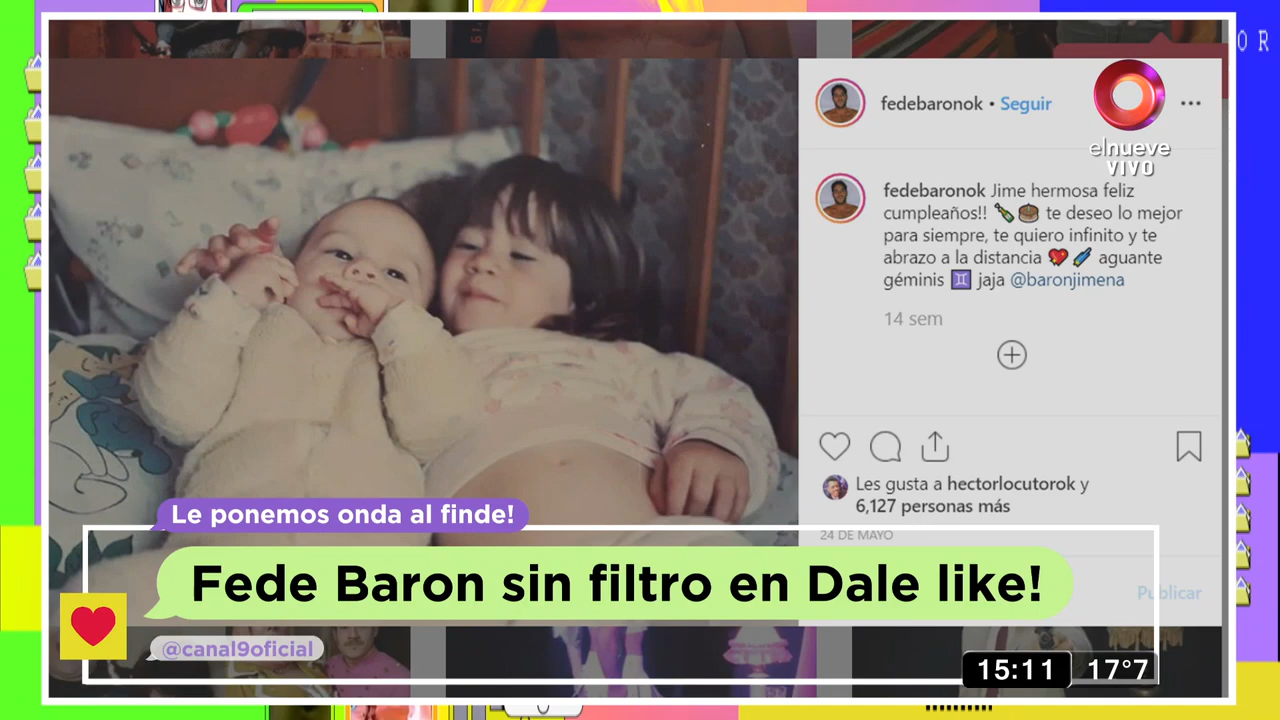 O R
fedebaronok • Seguir
elnueve
VIVO
fedebaronok Jime hermosa feliz
cumpleaños!! 🍾🎂 te deseo lo mejor
para siempre, te quiero infinito y te
abrazo a la distancia 💖🍾 aguante
géminis ♊ jaja @baronjimena
14 sem
Les gusta a hectorlocutorok y
6,127 personas más
24 DE MAYO
Publicar
Le ponemos onda al finde!
Fede Baron sin filtro en Dale like!
@canal9oficial
15:11 17°7